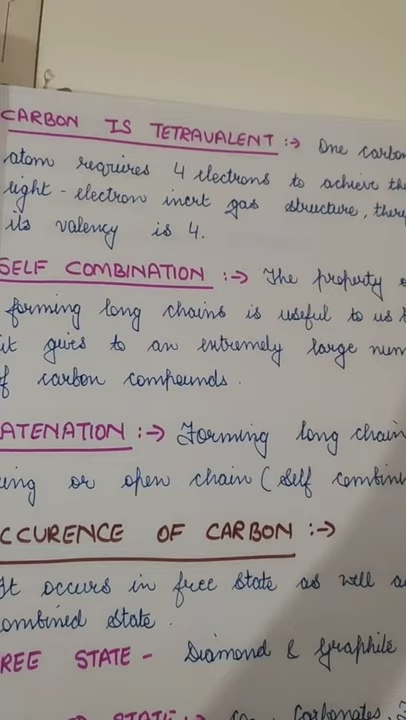 CARBON IS TETRAVALENT :→ One carbon
atom requires 4 electrons to achieve the
eight - electron inert gas structure, ther
its valency is 4.
SELF COMBINATION :→ The property o
forming long chains is useful to us b
it gives to an extremely large num
of carbon compounds.
ATENATION :→ Forming long chain
ring or open chain ( Self combin
CCURENCE OF CARBON :→
It occurs in free state as well a
ombined state.
REE STATE - Diamond & Graphite
STATE :→ Carbonates,